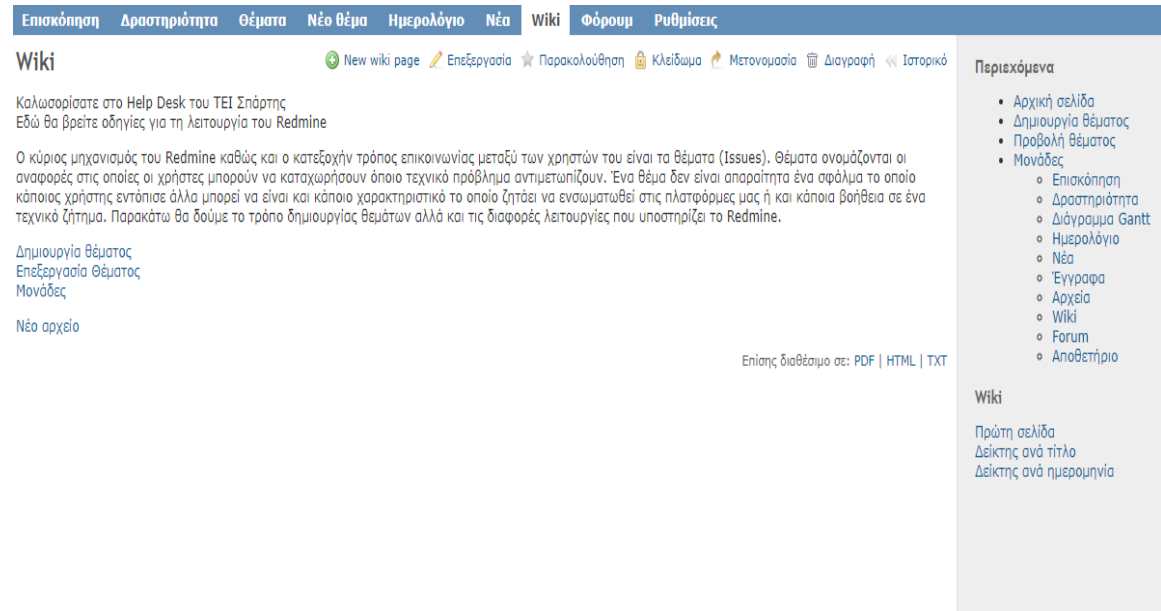 Επισκόπηση Δραστηριότητα Θέματα Νέο θέμα Ημερολόγιο Νέα Wiki Φόρουμ Ρυθμίσεις
Wiki
New wiki page Επεξεργασία Παρακολούθηση Κλείδωμα Μετονομασία Διαγραφή Ιστορικό
Καλωσορίσατε στο Help Desk του ΤΕΙ Σπάρτης
Εδώ θα βρείτε οδηγίες για τη λειτουργία του Redmine
Ο κύριος μηχανισμός του Redmine καθώς και ο κατεξοχήν τρόπος επικοινωνίας μεταξύ των χρηστών του είναι τα θέματα (Issues). Θέματα ονομάζονται οι
αναφορές στις οποίες οι χρήστες μπορούν να καταχωρήσουν όποιο τεχνικό πρόβλημα αντιμετωπίζουν. Ένα θέμα δεν είναι απαραίτητα ένα σφάλμα το οποίο
κάποιος χρήστης εντόπισε άλλα μπορεί να είναι και κάποιο χαρακτηριστικό το οποίο ζητάει να ενσωματωθεί στις πλατφόρμες μας ή και κάποια βοήθεια σε ένα
τεχνικό ζήτημα. Παρακάτω θα δούμε το τρόπο δημιουργίας θεμάτων αλλά και τις διαφορές λειτουργίες που υποστηρίζει το Redmine.
Δημιουργία θέματος
Επεξεργασία Θέματος
Μονάδες
Νέο αρχείο
Επίσης διαθέσιμο σε: PDF | HTML | TXT
Περιεχόμενα
Αρχική σελίδα
Δημιουργία θέματος
Προβολή θέματος
Μονάδες
Επισκόπηση
Δραστηριότητα
Διάγραμμα Gantt
Ημερολόγιο
Νέα
Έγγραφα
Αρχεία
Wiki
Forum
Αποθετήριο
Wiki
Πρώτη σελίδα
Δείκτης ανά τίτλο
Δείκτης ανά ημερομηνία